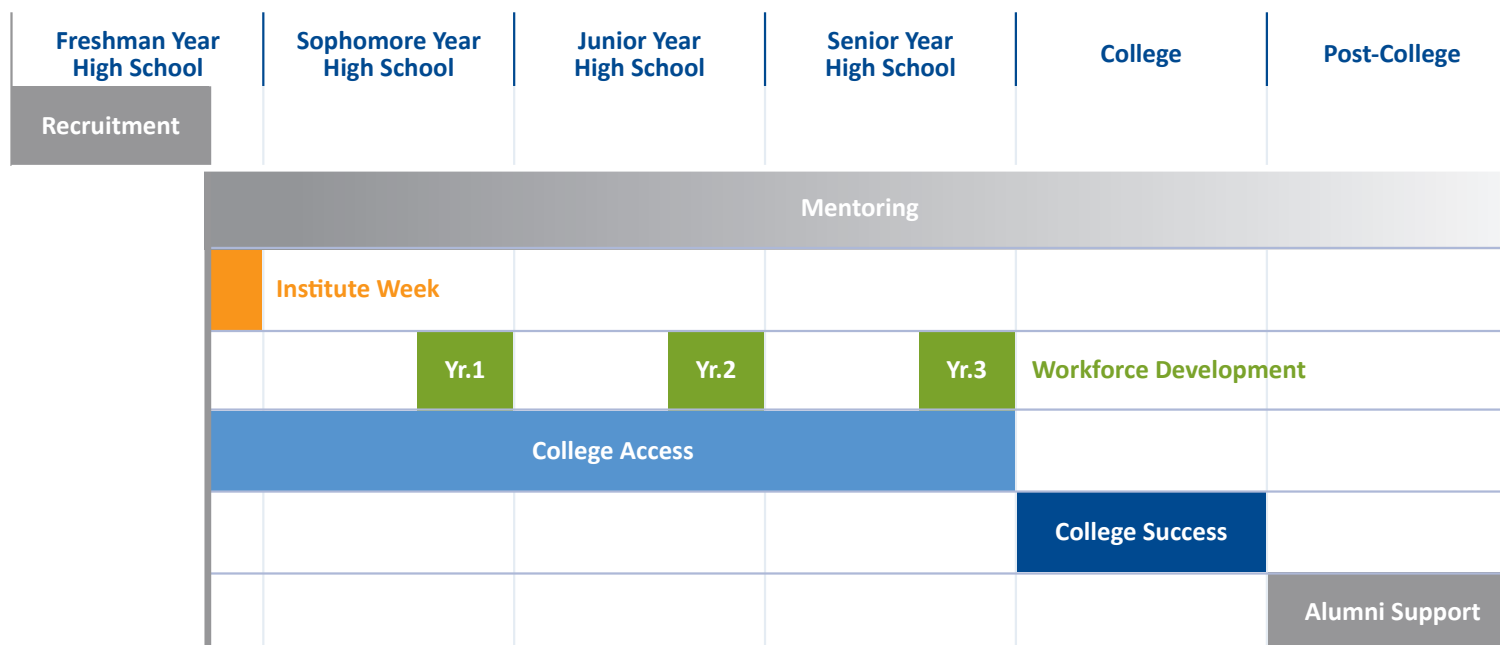 Freshman Year
High School
Sophomore Year
High School
Junior Year
High School
Senior Year
High School
College
Post-College
Recruitment
Mentoring
Institute Week
Yr.1
Yr.2
Yr.3
Workforce Development
College Access
College Success
Alumni Support